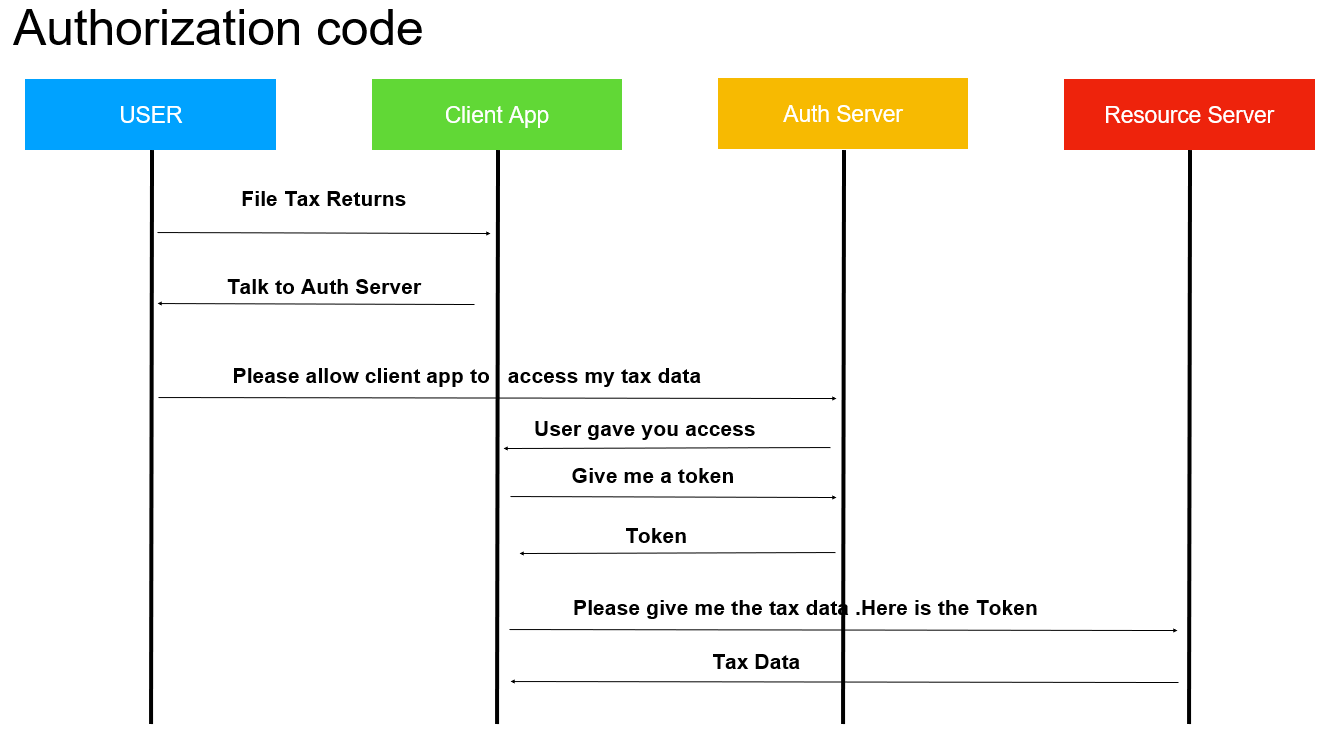 Authorization code
USER
Client App
Auth Server
Resource Server
File Tax Returns
Talk to Auth Server
Please allow client app to access my tax data
User gave you access
Give me a token
Token
Please give me the tax data .Here is the Token
Tax Data